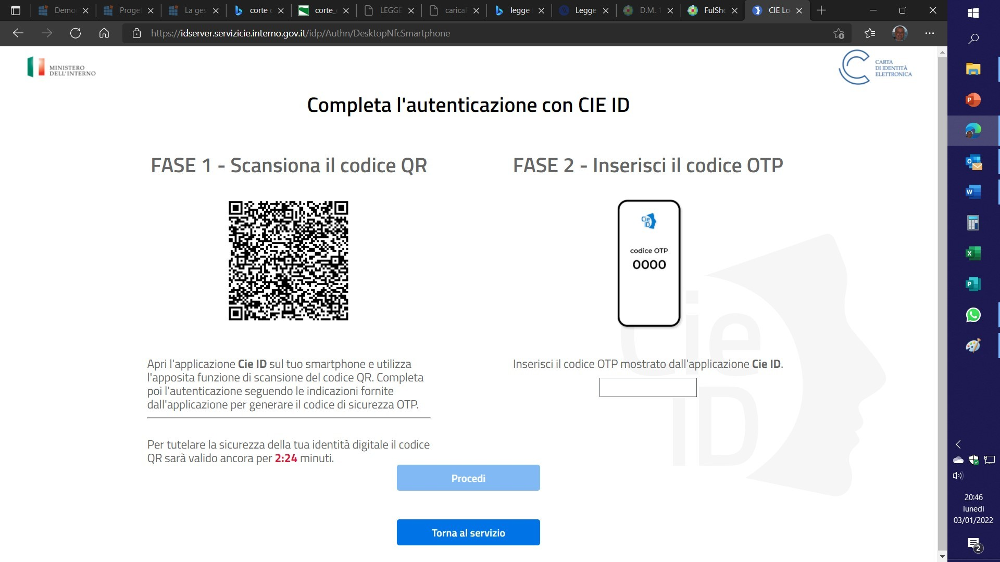 Demo
Proget
La ges
corte
corte_
LEGGE
carica
legge
Legge
D.M. 1
FulSho
CIE Lo
https://idserver.servizicie.interno.gov.it/idp/Authn/DesktopNfcSmartphone
MINISTERO
DELL'INTERNO
CARTA
DI IDENTITÀ
ELETTRONICA
Completa l'autenticazione con CIE ID
FASE 1 - Scansiona il codice QR
Apri l'applicazione Cie ID sul tuo smartphone e utilizza
l'apposita funzione di scansione del codice QR. Completa
poi l'autenticazione seguendo le indicazioni fornite
dall'applicazione per generare il codice di sicurezza OTP.
Per tutelare la sicurezza della tua identità digitale il codice
QR sarà valido ancora per 2:24 minuti.
FASE 2 - Inserisci il codice OTP
Cie
ID
codice OTP
0000
Inserisci il codice OTP mostrato dall'applicazione Cie ID.
Cie
ID
Procedi
Torna al servizio
20:46
lunedì
03/01/2022
2